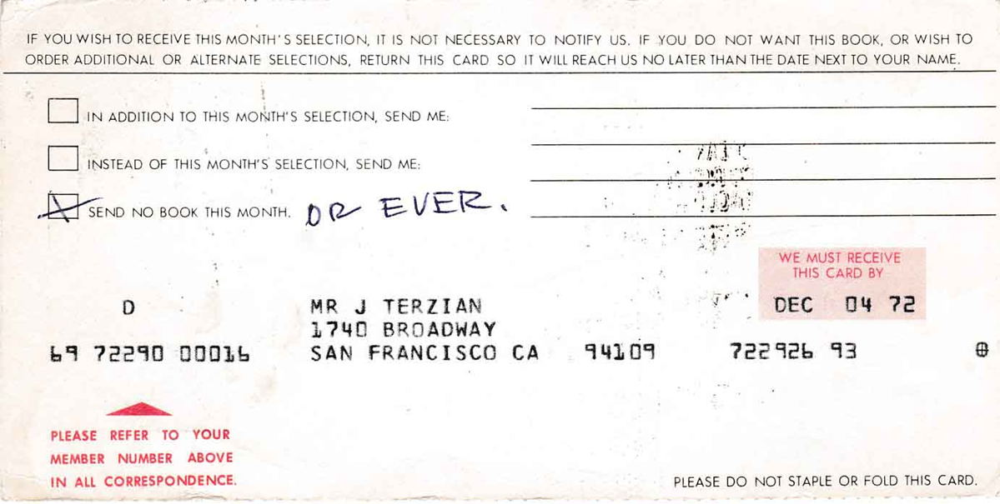 IF YOU WISH TO RECEIVE THIS MONTH'S SELECTION, IT IS NOT NECESSARY TO NOTIFY US. IF YOU DO NOT WANT THIS BOOK, OR WISH TO
ORDER ADDITIONAL OR ALTERNATE SELECTIONS, RETURN THIS CARD SO IT WILL REACH US NO LATER THAN THE DATE NEXT TO YOUR NAME.
IN ADDITION TO THIS MONTH'S SELECTION, SEND ME:
INSTEAD OF THIS MONTH'S SELECTION, SEND ME:
SEND NO BOOK THIS MONTH. OR EVER.
WE MUST RECEIVE
THIS CARD BY
DEC 04 72
D MR J TERZIAN
1740 BROADWAY
69 72290 00016 SAN FRANCISCO CA 94109 722926 93
PLEASE REFER TO YOUR
MEMBER NUMBER ABOVE
IN ALL CORRESPONDENCE.
PLEASE DO NOT STAPLE OR FOLD THIS CARD.